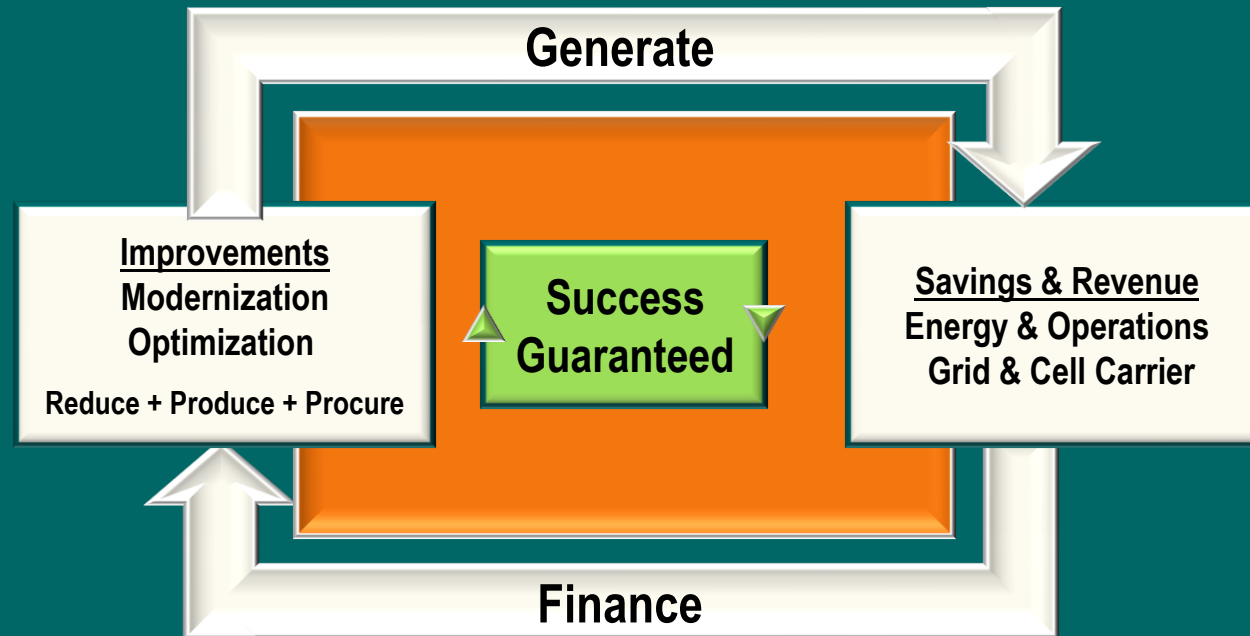 Generate
Improvements
Modernization
Optimization
Reduce + Produce + Procure
Success
Guaranteed
Savings & Revenue
Energy & Operations
Grid & Cell Carrier
Finance